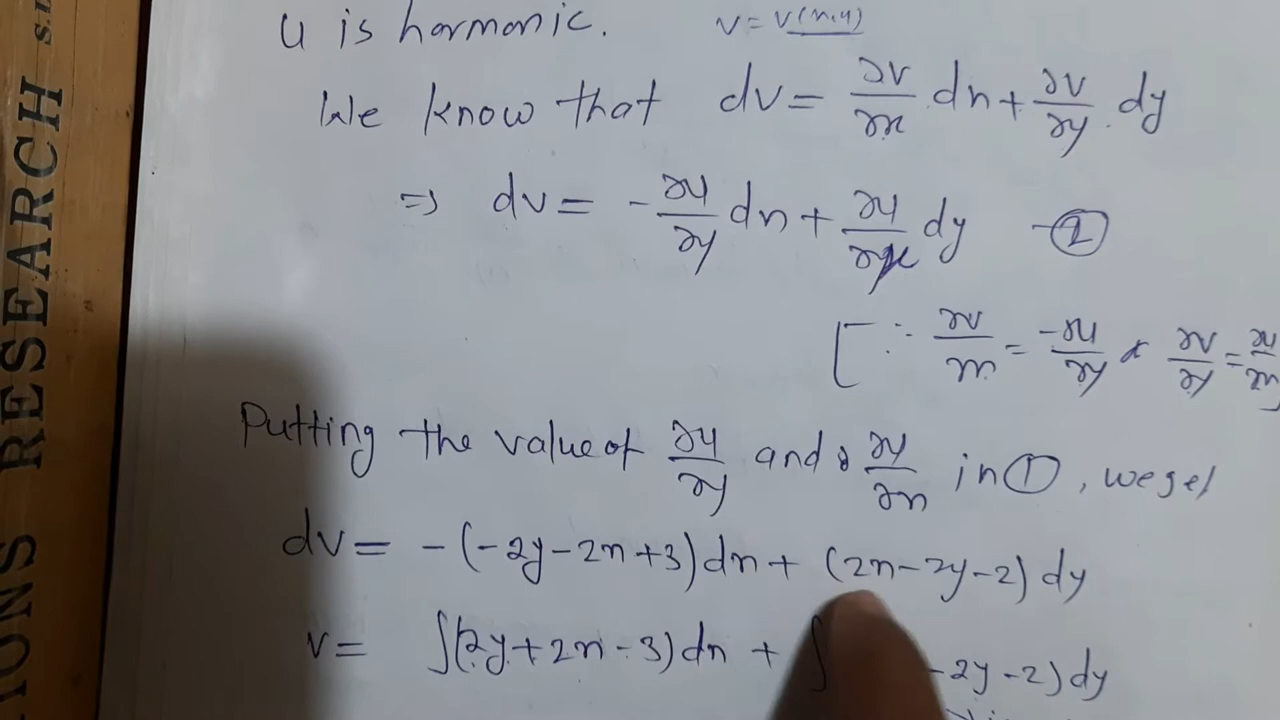 S.L
IONS RESEARCH
u is harmonic. v = v(x,y)
We know that dv = ∂v/∂x dx + ∂v/∂y . dy
⇒ dv = - ∂u/∂y dx + ∂u/∂x dy -②
[ ∵ ∂v/∂x = -∂u/∂y & ∂v/∂y = ∂u/∂x
Putting the value of ∂u/∂y and ∂u/∂x in ①, we get
dv = -(-2y-2x+3)dx + (2x-2y-2) dy
v = ∫(2y+2x-3)dx + ∫ -2y-2)dy